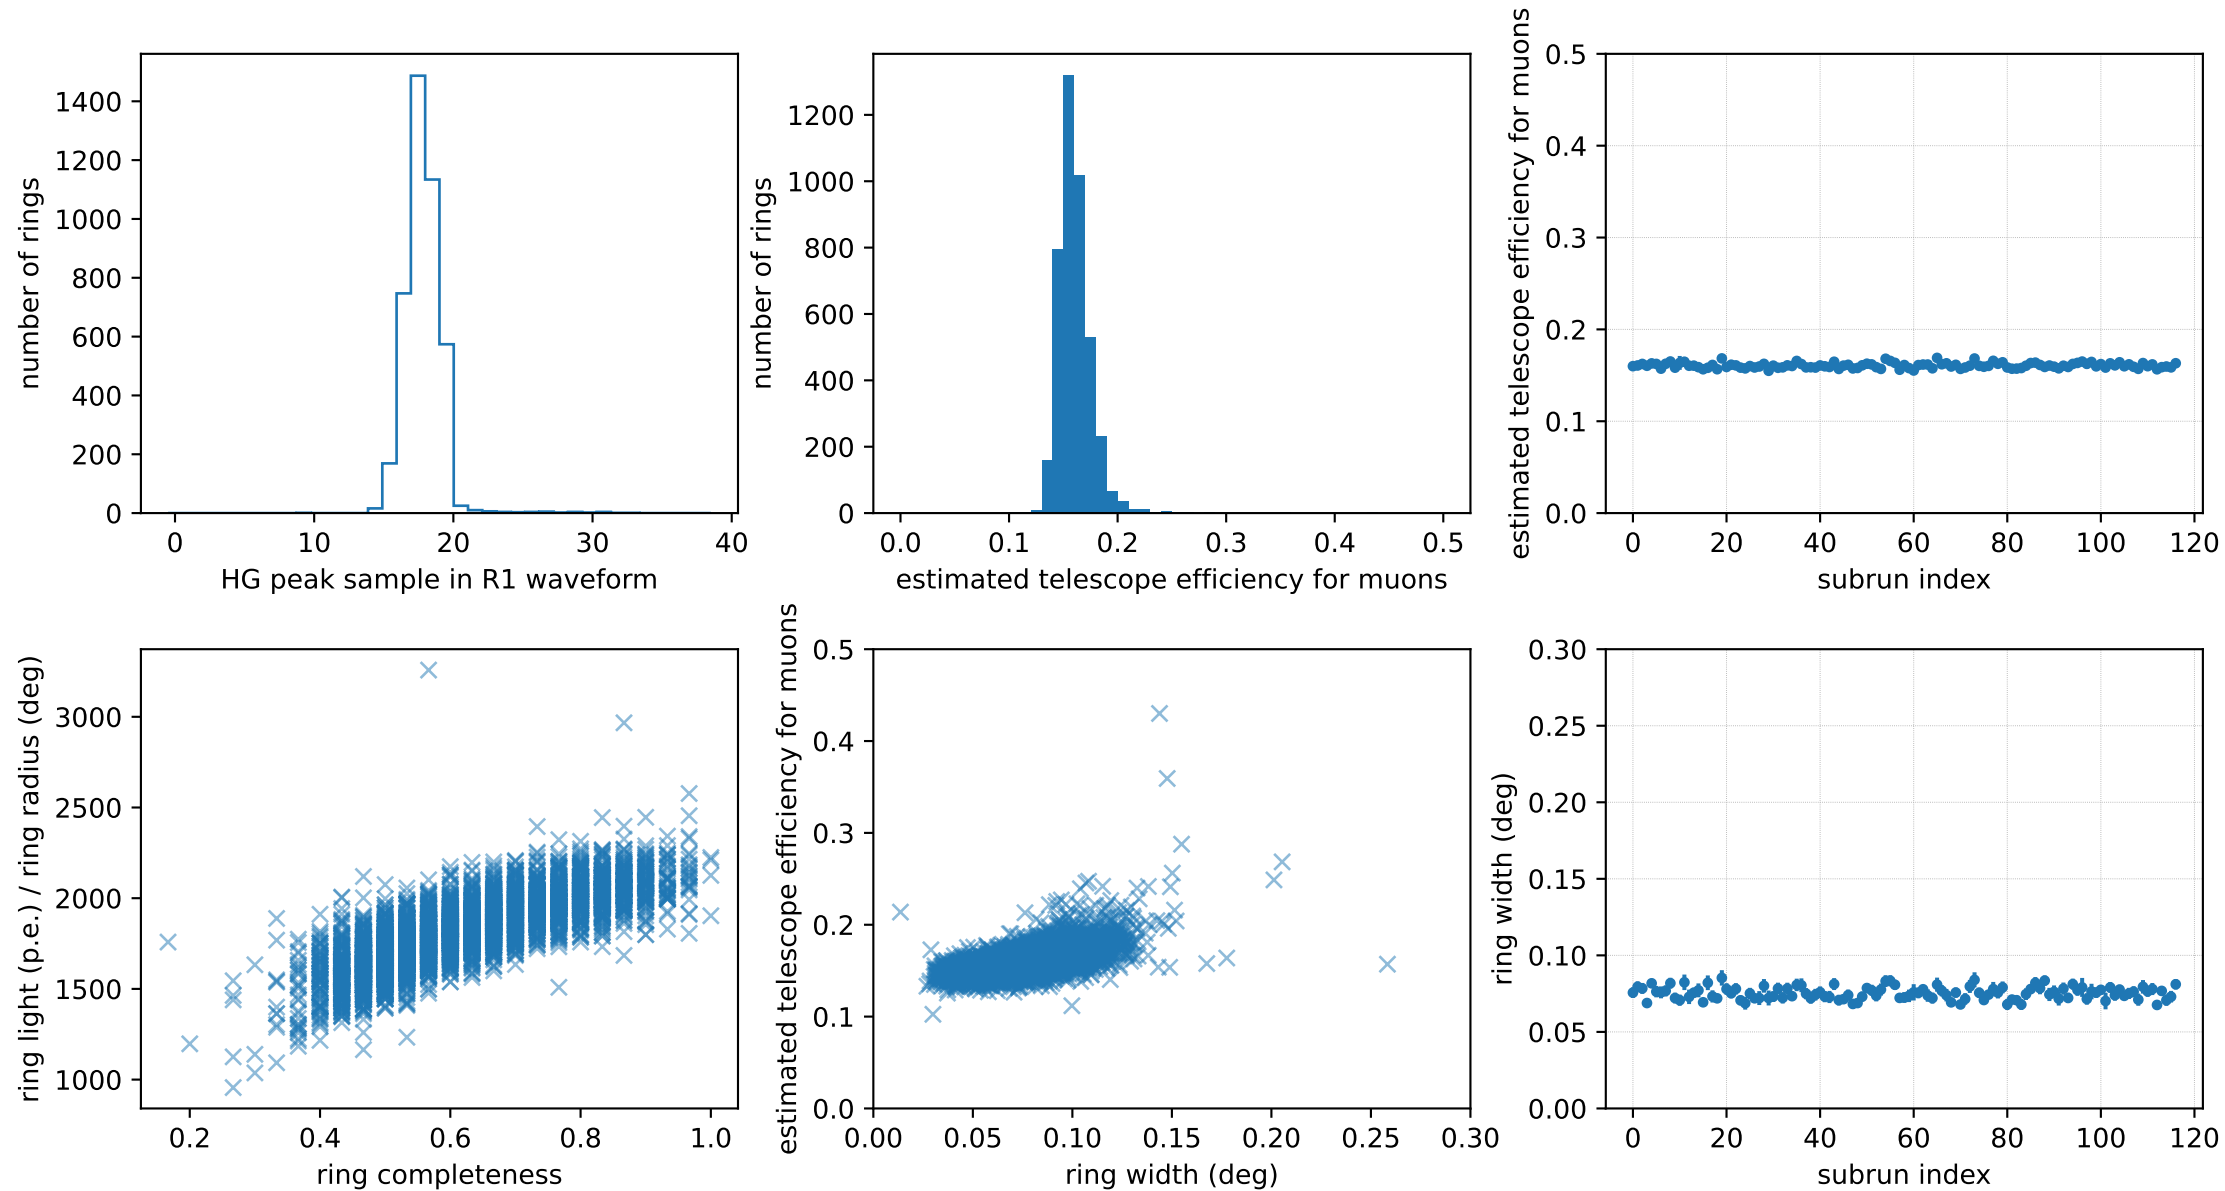 number of rings
1400
1200
1000
800
600
400
200
0
0 10 20 30 40
HG peak sample in R1 waveform
number of rings
1200
1000
800
600
400
200
0
0.0 0.1 0.2 0.3 0.4 0.5
estimated telescope efficiency for muons
estimated telescope efficiency for muons
0.5
0.4
0.3
0.2
0.1
0.0
0 20 40 60 80 100 120
subrun index
ring light (p.e.) / ring radius (deg)
3000
2500
2000
1500
1000
0.2 0.4 0.6 0.8 1.0
ring completeness
estimated telescope efficiency for muons
0.5
0.4
0.3
0.2
0.1
0.0
0.00 0.05 0.10 0.15 0.20 0.25 0.30
ring width (deg)
ring width (deg)
0.30
0.25
0.20
0.15
0.10
0.05
0.00
0 20 40 60 80 100 120
subrun index